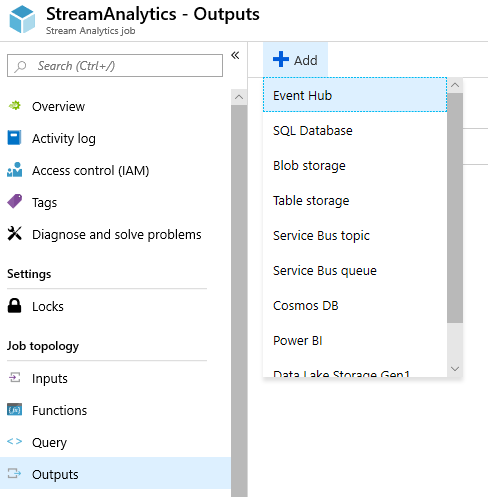 StreamAnalytics - Outputs
Stream Analytics job
Search (Ctrl+/)
«
Overview
Activity log
Access control (IAM)
Tags
Diagnose and solve problems
Settings
Locks
Job topology
Inputs
Functions
Query
Outputs
Add
Event Hub
SQL Database
Blob storage
Table storage
Service Bus topic
Service Bus queue
Cosmos DB
Power BI
Data Lake Storage Gen1